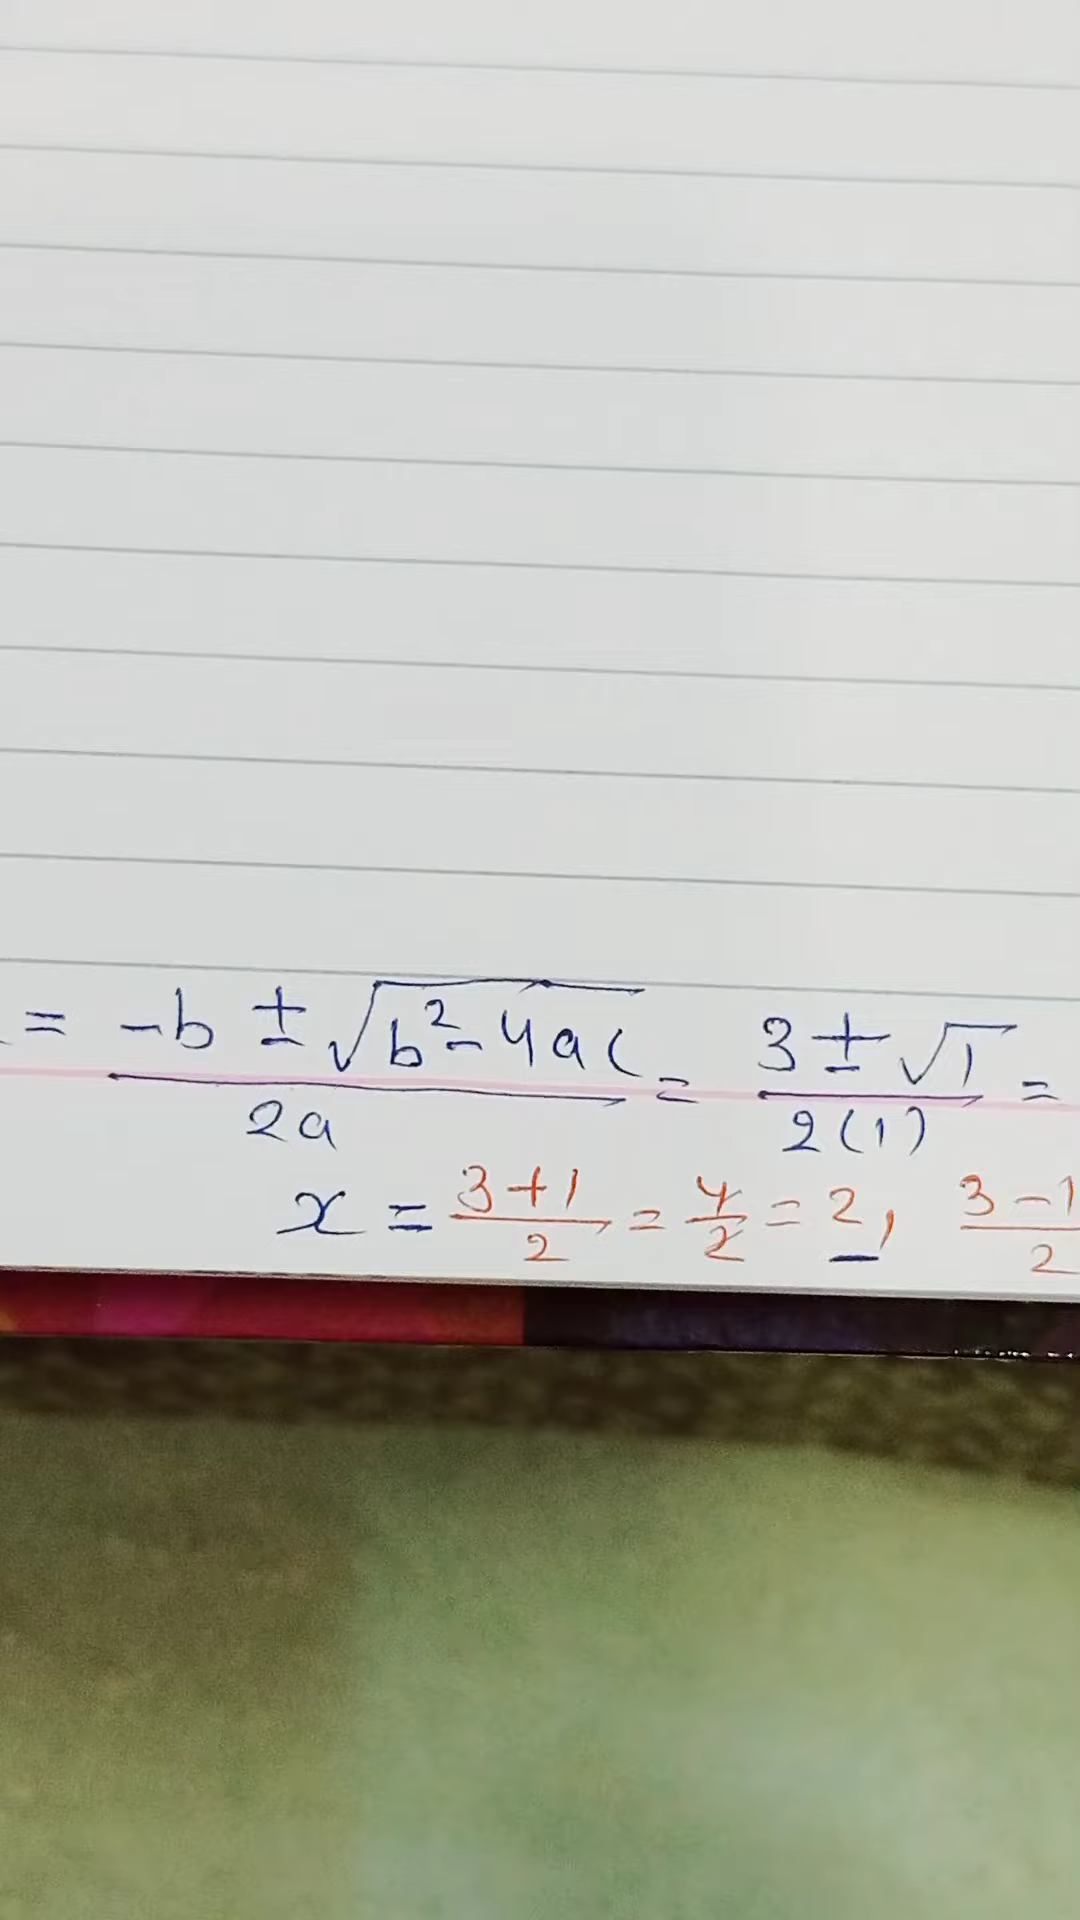 = -b ± √b²-4ac / 2a = 3 ± √1 / 2(1) =
x = 3+1 / 2 = 4/2 = 2, 3-1 / 2